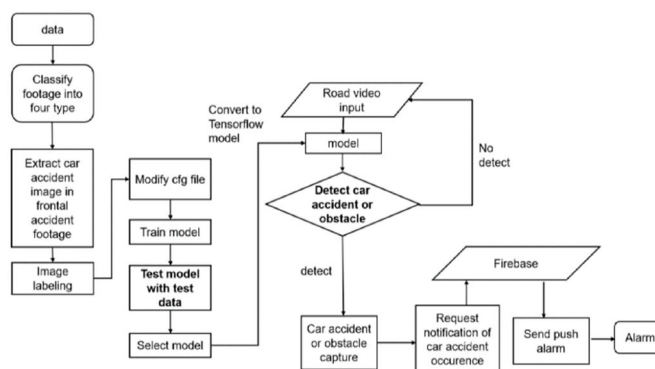 data
Classify
footage into
four type
Extract car
accident
image in
frontal
accident
footage
Image
labeling
Modify cfg file
Train model
Test model
with test
data
Select model
Convert to
Tensorflow
model
Road video
input
model
Detect car
accident or
obstacle
No
detect
detect
Car accident
or obstacle
capture
Request
notification of
car accident
occurence
Firebase
Send push
alarm
Alarm